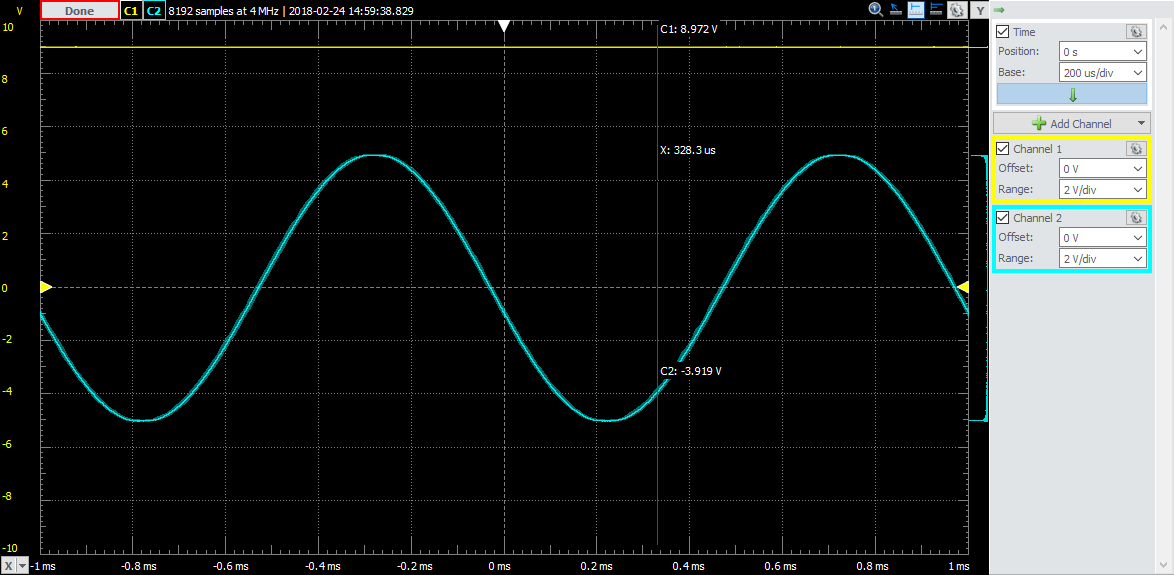 V Done C1 C2 8192 samples at 4 MHz | 2018-02-24 14:59:38.829 Y
10
8
6
4
2
0
-2
-4
-6
-8
-10
C1: 8.972 V
X: 328.3 us
C2: -3.919 V
X -1 ms -0.8 ms -0.6 ms -0.4 ms -0.2 ms 0 ms 0.2 ms 0.4 ms 0.6 ms 0.8 ms 1 ms
Time
Position: 0 s
Base: 200 us/div
Add Channel
Channel 1
Offset: 0 V
Range: 2 V/div
Channel 2
Offset: 0 V
Range: 2 V/div